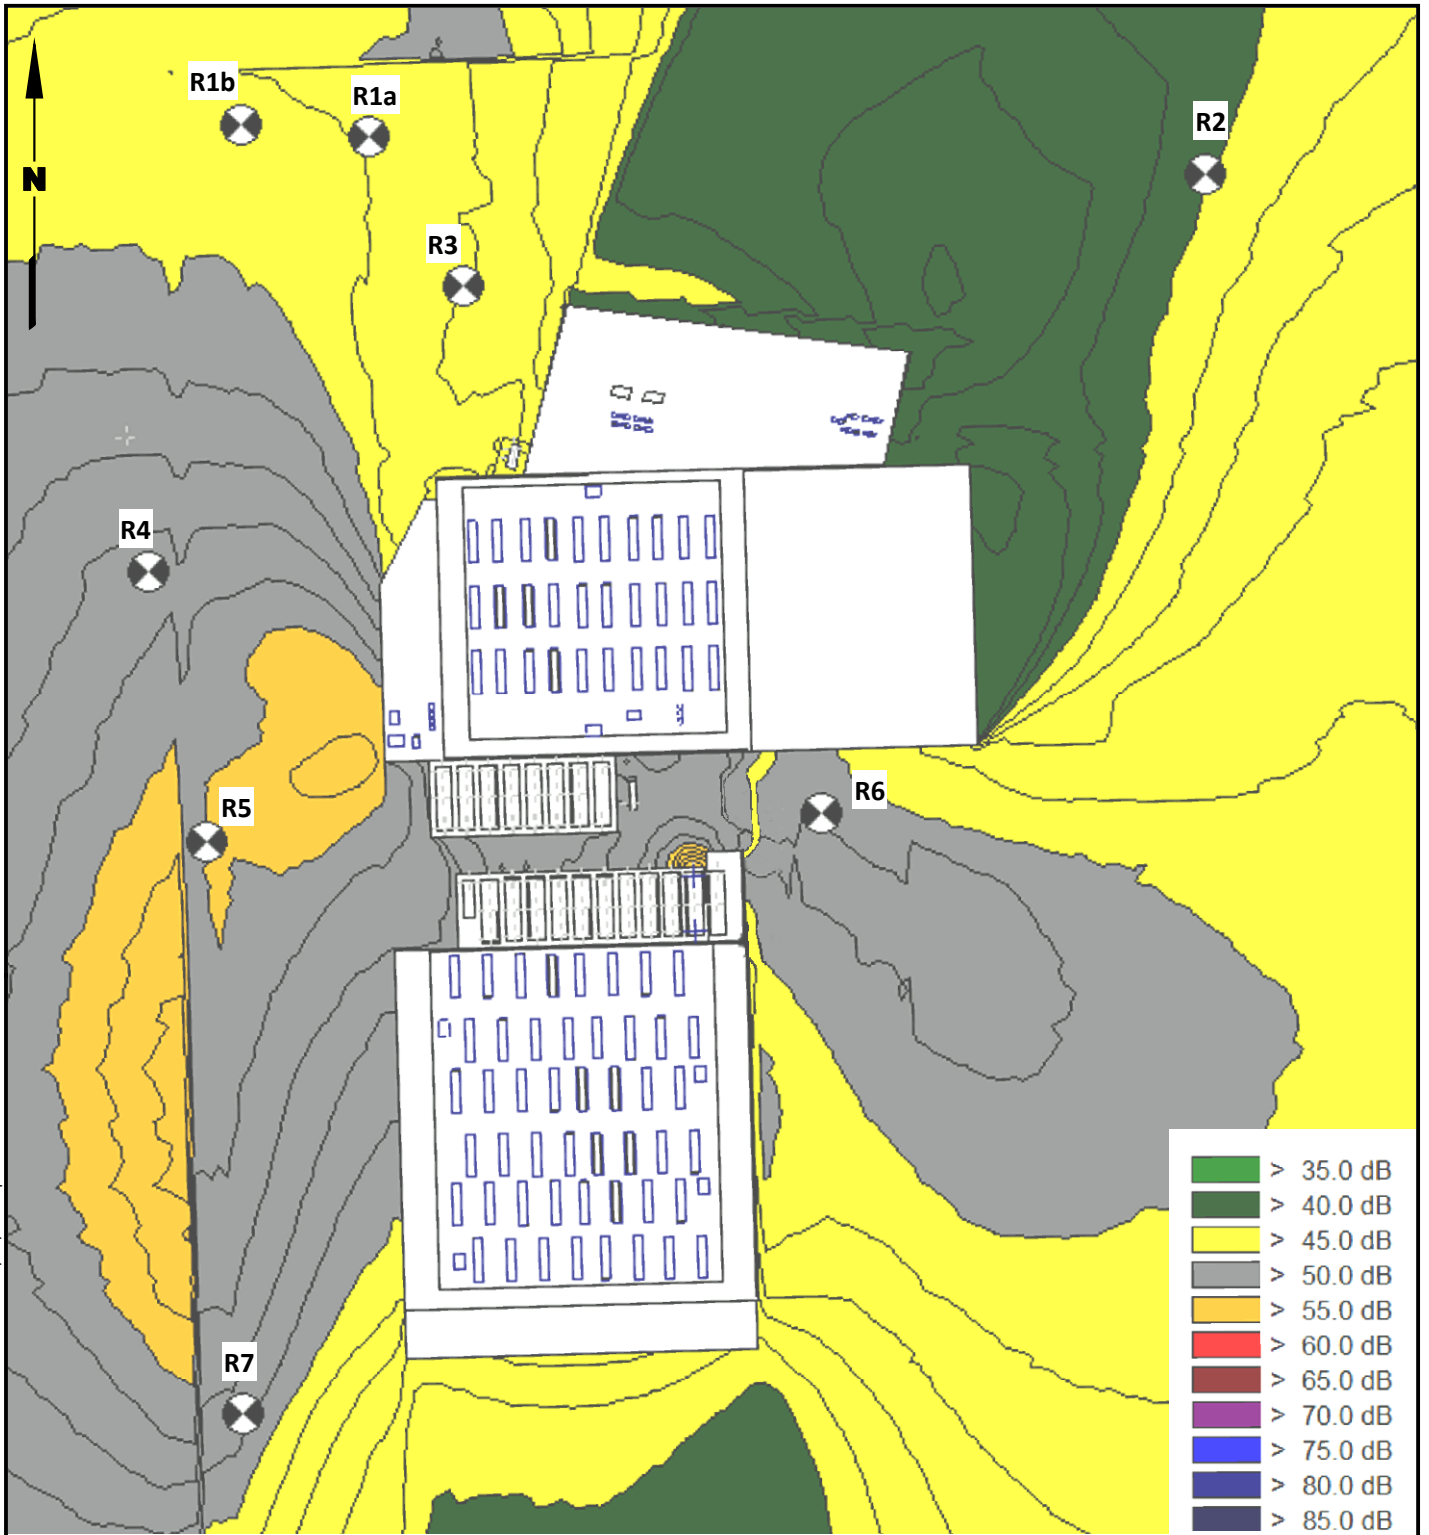 R1b
R1a
R2
N
R3
R4
R5
R6
R7
> 35.0 dB
> 40.0 dB
> 45.0 dB
> 50.0 dB
> 55.0 dB
> 60.0 dB
> 65.0 dB
> 70.0 dB
> 75.0 dB
> 80.0 dB
> 85.0 dB